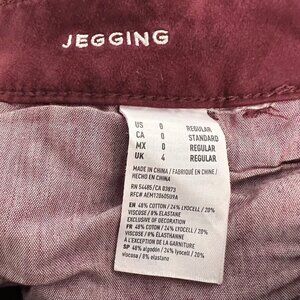 JEGGING
US 0 REGULAR
CA 0 STANDARD
MX 0 REGULAR
UK 4 REGULAR
MADE IN CHINA / FABRIQUÉ EN CHINE /
HECHO EN CHINA
RN 54485 / CA 03973
RFC# AEM120605U9A
EN 48% COTTON / 24% LYOCELL / 20%
VISCOSE / 8% ELASTANE
EXCLUSIVE OF DECORATION
FR 48% COTON / 24% LYOCELL / 20%
VISCOSE / 8% ÉLASTHANNE
À L'EXCEPTION DE LA GARNITURE
SP 48% algodón / 24% lyocell / 20%
viscosa / 8% elastano